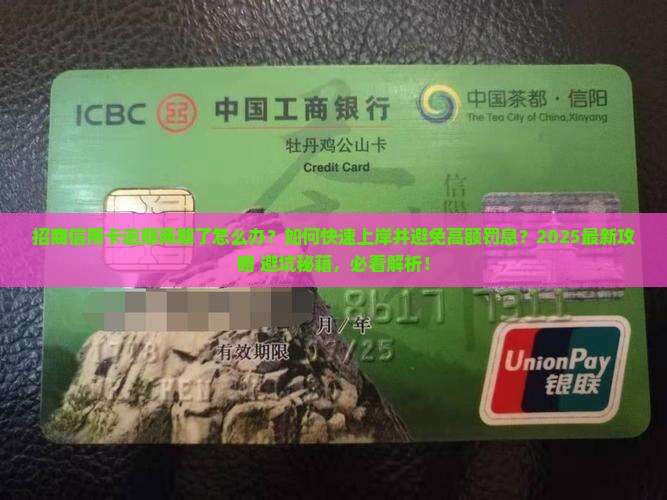 ICBC 中国工商银行
中国茶都·信阳
The Tea City of China,Xinyang
牡丹鸡公山卡
Credit Card
招商信用卡逾期
了怎么办？如何快速上岸并避免高额罚息？2025最新攻
略 避坑秘籍，必看解析！
8617
月/年
有效期限 /25
UnionPay
银联